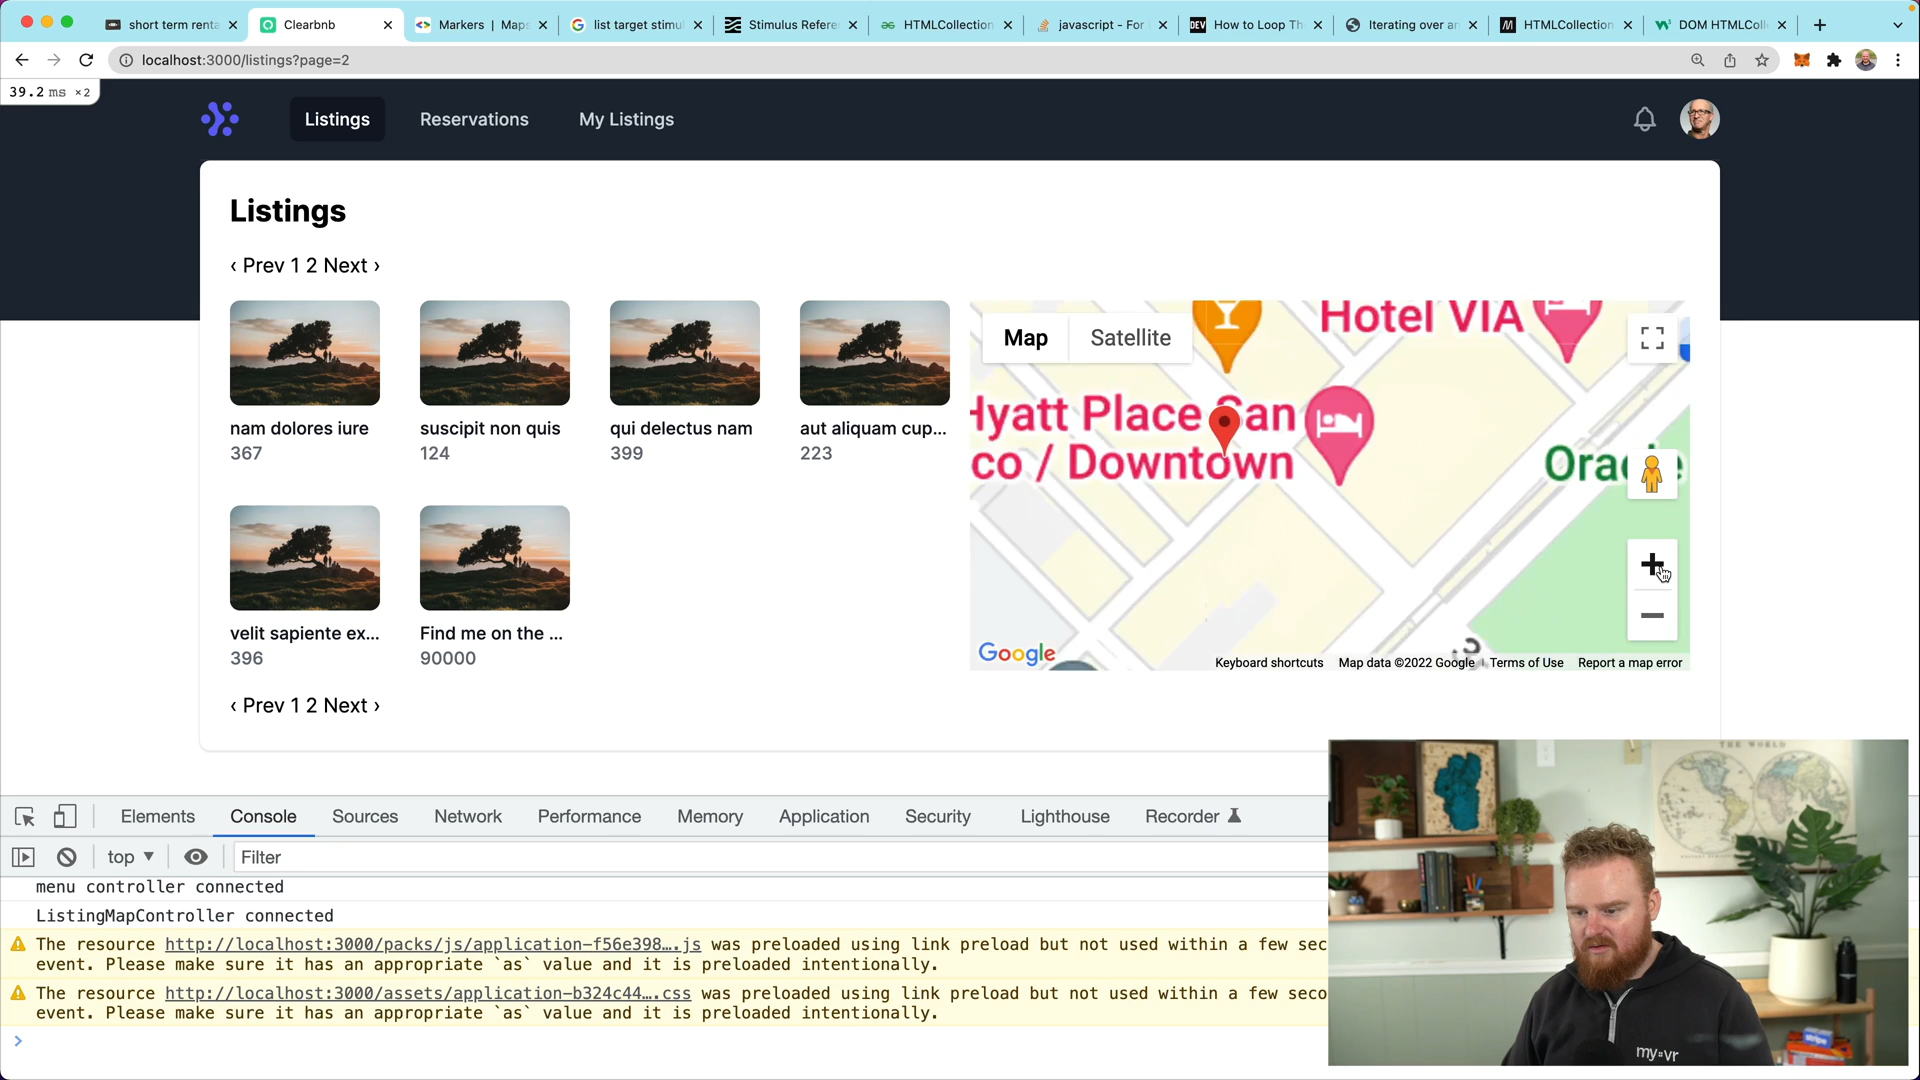 short term renta
Clearbnb
Markers | Maps
list target stimul
Stimulus Refere
HTMLCollection
javascript - For
DEV How to Loop Th
Iterating over an
HTMLCollection
DOM HTMLColl
localhost:3000/listings?page=2
39.2 ms ×2
Listings
Reservations
My Listings
Listings
‹ Prev 1 2 Next ›
nam dolores iure
367
suscipit non quis
124
qui delectus nam
399
aut aliquam cup...
223
velit sapiente ex...
396
Find me on the ...
90000
‹ Prev 1 2 Next ›
Map
Satellite
Hotel VIA
Hyatt Place San
co / Downtown
Google
Keyboard shortcuts
Map data ©2022 Google
Terms of Use
Report a map error
Elements
Console
Sources
Network
Performance
Memory
Application
Security
Lighthouse
Recorder
top
Filter
menu controller connected
ListingMapController connected
The resource http://localhost:3000/packs/js/application-f56e398….js was preloaded using link preload but not used within a few sec
event. Please make sure it has an appropriate `as` value and it is preloaded intentionally.
The resource http://localhost:3000/assets/application-b324c44….css was preloaded using link preload but not used within a few seco
event. Please make sure it has an appropriate `as` value and it is preloaded intentionally.
THE WORLD
stripe
my vr